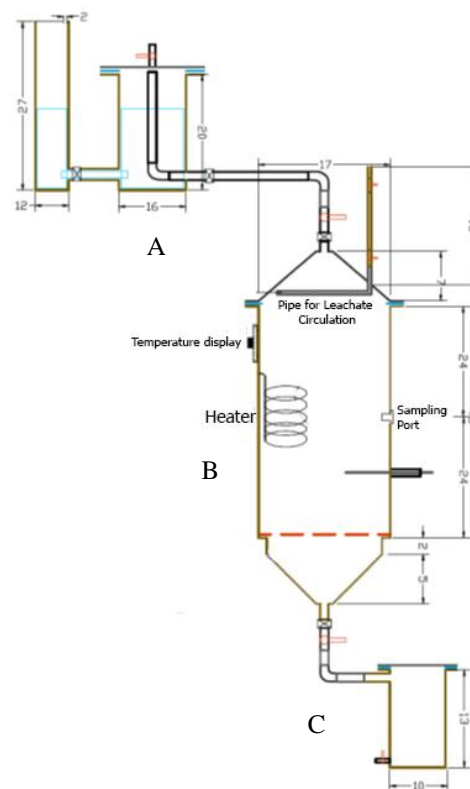 2
27
20
12
16
A
17
7
Pipe for Leachate
Circulation
Temperature display
24
Heater
Sampling
Port
B
24
2
5
C
13
10